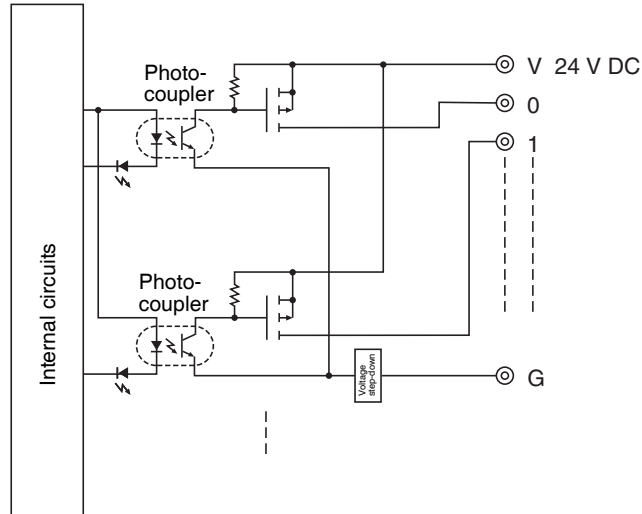 Photo-
coupler
V 24 V DC
0
1
Internal circuits
Photo-
coupler
Voltage
step-down
G